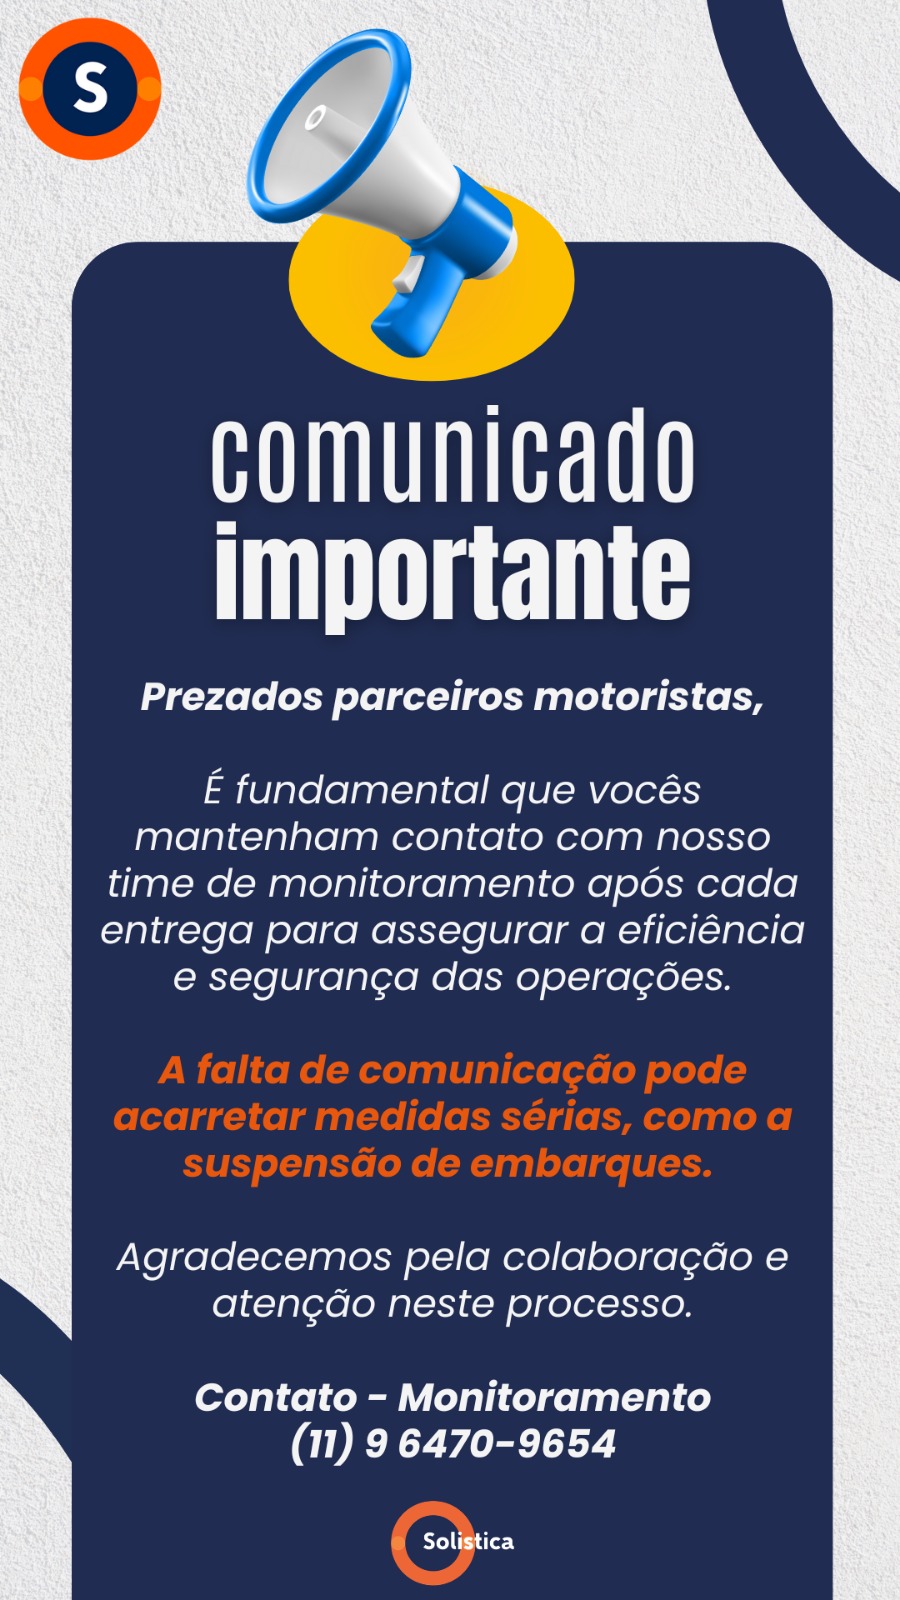 S
comunicado
importante
Prezados parceiros motoristas,
É fundamental que vocês
mantenham contato com nosso
time de monitoramento após cada
entrega para assegurar a eficiência
e segurança das operações.
A falta de comunicação pode
acarretar medidas sérias, como a
suspensão de embarques.
Agradecemos pela colaboração e
atenção neste processo.
Contato - Monitoramento
(11) 9 6470-9654
Solistica